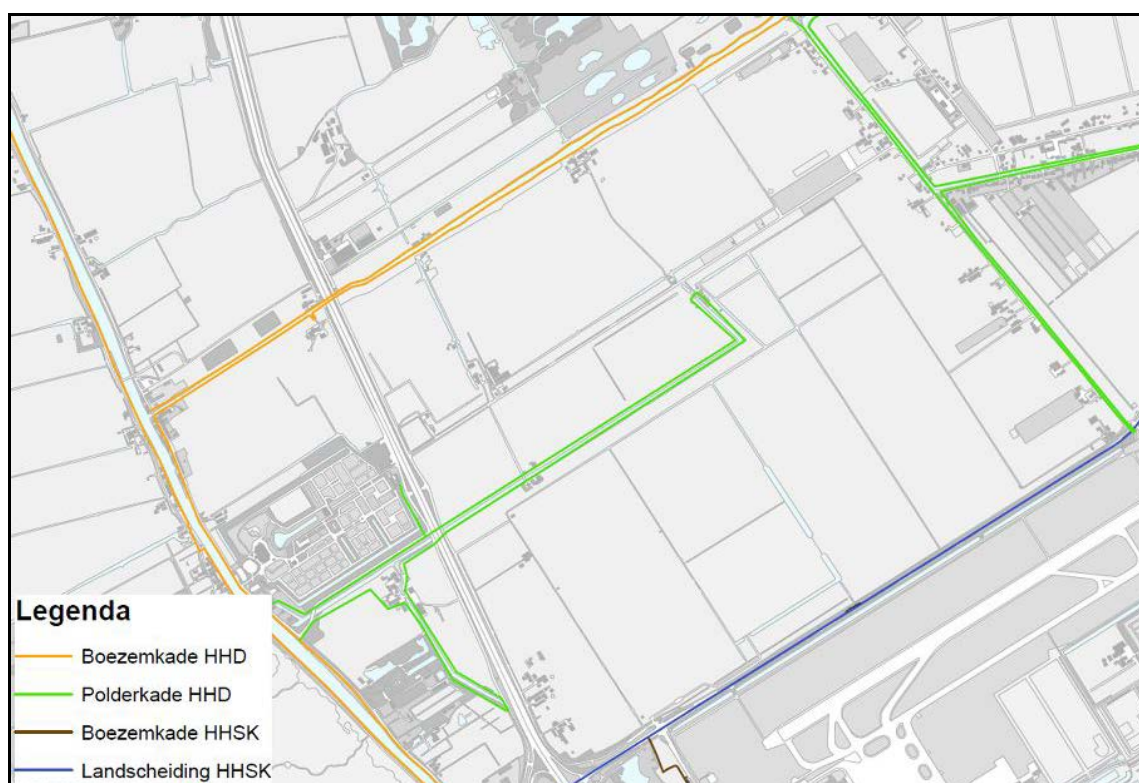 Legenda
Boezemkade HHD
Polderkade HHD
Boezemkade HHSK
Landscheiding HHSK